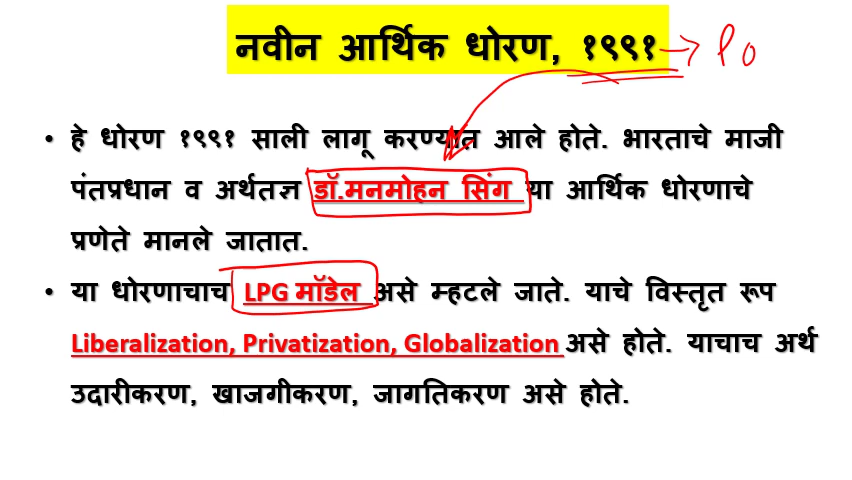 नवीन आर्थिक धोरण, १९९१
• हे धोरण १९९१ साली लागू करण्यात आले होते. भारताचे माजी
पंतप्रधान व अर्थतज्ञ डॉ.मनमोहन सिंग या आर्थिक धोरणाचे
प्रणेते मानले जातात.
• या धोरणाचाच LPG मॉडेल असे म्हटले जाते. याचे विस्तृत रूप
Liberalization, Privatization, Globalization असे होते. याचाच अर्थ
उदारीकरण, खाजगीकरण, जागतिकरण असे होते.